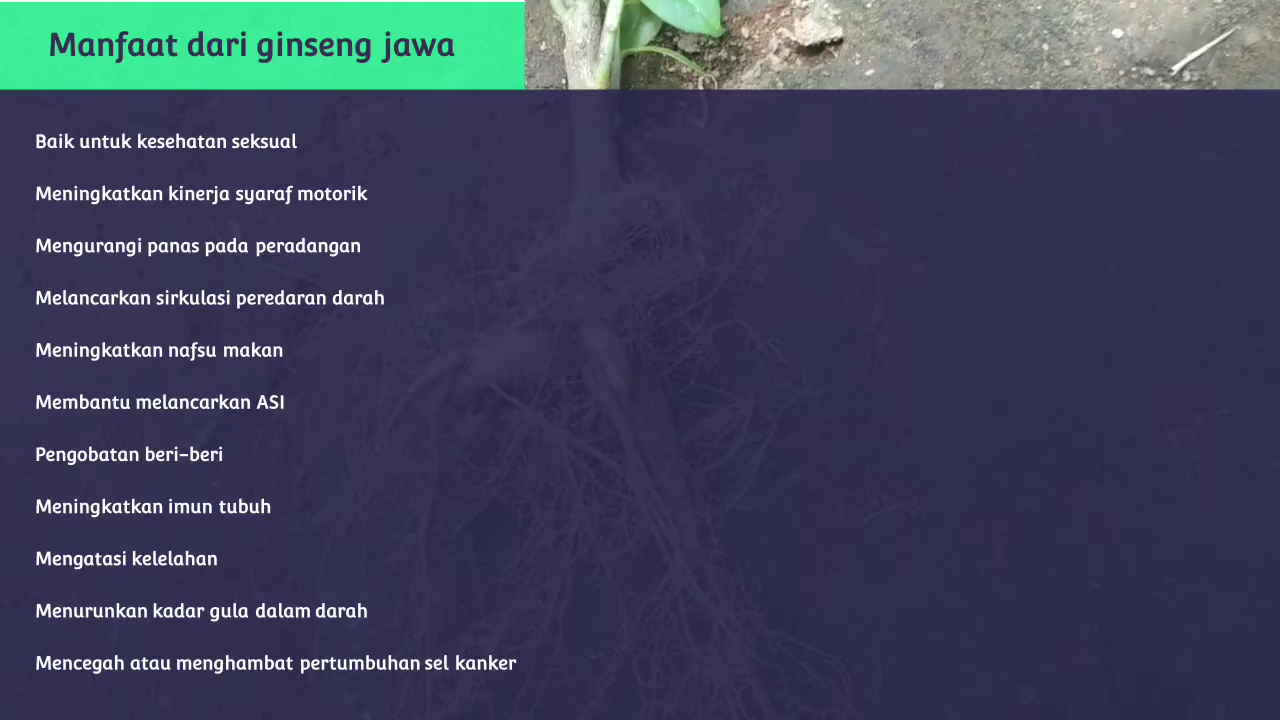 Manfaat dari ginseng jawa
Baik untuk kesehatan seksual
Meningkatkan kinerja syaraf motorik
Mengurangi panas pada peradangan
Melancarkan sirkulasi peredaran darah
Meningkatkan nafsu makan
Membantu melancarkan ASI
Pengobatan beri-beri
Meningkatkan imun tubuh
Mengatasi kelelahan
Menurunkan kadar gula dalam darah
Mencegah atau menghambat pertumbuhan sel kanker